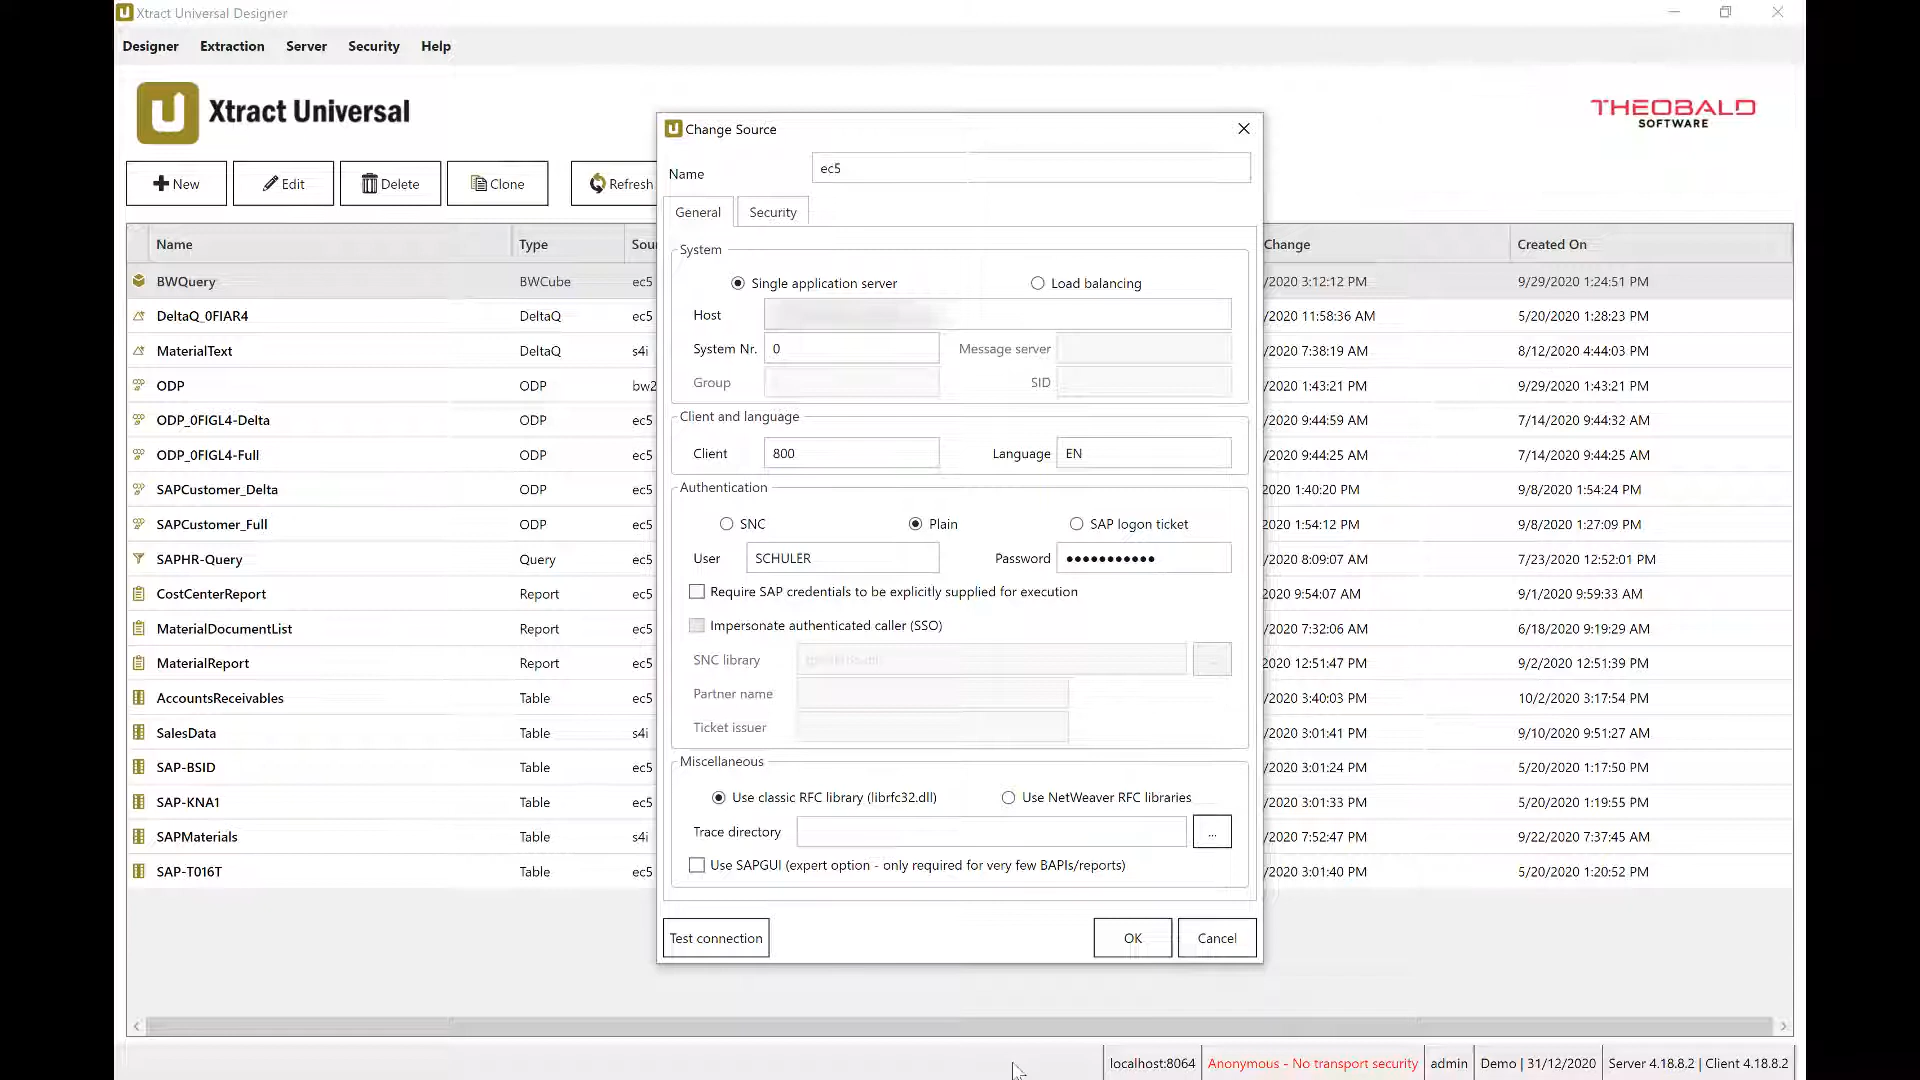 Xtract Universal Designer
Designer Extraction Server Security Help
Xtract Universal
THEOBALD
SOFTWARE
New Edit Delete Clone Refresh
Name Type Change Created On
BWQuery BWCube ec5 /2020 3:12:12 PM 9/29/2020 1:24:51 PM
DeltaQ_0FIAR4 DeltaQ ec5 /2020 11:58:36 AM 5/20/2020 1:28:23 PM
MaterialText DeltaQ s4i /2020 7:38:19 AM 8/12/2020 4:44:03 PM
ODP ODP bw2 /2020 1:43:21 PM 9/29/2020 1:43:21 PM
ODP_0FIGL4-Delta ODP ec5 /2020 9:44:59 AM 7/14/2020 9:44:32 AM
ODP_0FIGL4-Full ODP ec5 /2020 9:44:25 AM 7/14/2020 9:44:25 AM
SAPCustomer_Delta ODP ec5 2020 1:40:20 PM 9/8/2020 1:54:24 PM
SAPCustomer_Full ODP ec5 2020 1:54:12 PM 9/8/2020 1:27:09 PM
SAPHR-Query Query ec5 /2020 8:09:07 AM 7/23/2020 12:52:01 PM
CostCenterReport Report ec5 2020 9:54:07 AM 9/1/2020 9:59:33 AM
MaterialDocumentList Report ec5 /2020 7:32:06 AM 6/18/2020 9:19:29 AM
MaterialReport Report ec5 2020 12:51:47 PM 9/2/2020 12:51:39 PM
AccountsReceivables Table ec5 /2020 3:40:03 PM 10/2/2020 3:17:54 PM
SalesData Table s4i /2020 3:01:41 PM 9/10/2020 9:51:27 AM
SAP-BSID Table ec5 /2020 3:01:24 PM 5/20/2020 1:17:50 PM
SAP-KNA1 Table ec5 /2020 3:01:33 PM 5/20/2020 1:19:55 PM
SAPMaterials Table s4i /2020 7:52:47 PM 9/22/2020 7:37:45 AM
SAP-T016T Table ec5 /2020 3:01:40 PM 5/20/2020 1:20:52 PM
Change Source
Name ec5
General Security
System
Single application server Load balancing
Host
System Nr. 0 Message server
Group SID
Client and language
Client 800 Language EN
Authentication
SNC Plain SAP logon ticket
User SCHULER Password •••••••••••
Require SAP credentials to be explicitly supplied for execution
Impersonate authenticated caller (SSO)
SNC library ...
Partner name
Ticket issuer
Miscellaneous
Use classic RFC library (librfc32.dll) Use NetWeaver RFC libraries
Trace directory ...
Use SAPGUI (expert option - only required for very few BAPIs/reports)
Test connection OK Cancel
localhost:8064 Anonymous - No transport security admin Demo | 31/12/2020 Server 4.18.8.2 | Client 4.18.8.2